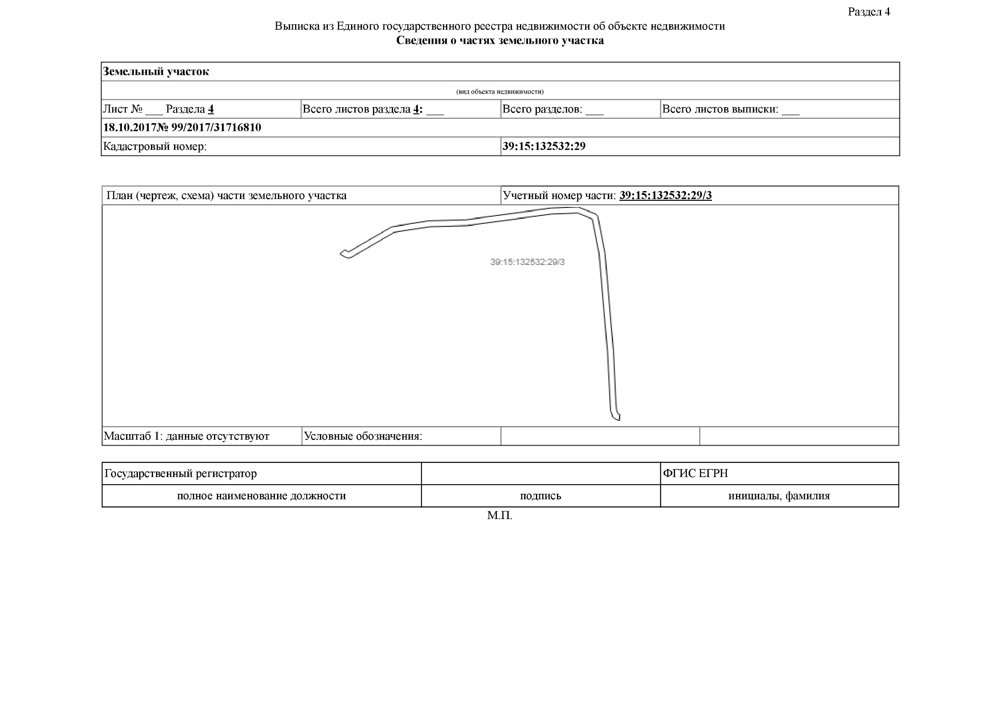 Раздел 4
Выписка из Единого государственного реестра недвижимости об объекте недвижимости
Сведения о частях земельного участка
Земельный участок
(вид объекта недвижимости)
Лист № ___ Раздела 4 Всего листов раздела 4: ___ Всего разделов: ___ Всего листов выписки: ___
18.10.2017№ 99/2017/31716810
Кадастровый номер: 39:15:132532:29
План (чертеж, схема) части земельного участка Учетный номер части: 39:15:132532:29/3
39:15:132532:29/3
Масштаб 1: данные отсутствуют Условные обозначения:
Государственный регистратор ФГИС ЕГРН
полное наименование должности подпись инициалы, фамилия
М.П.